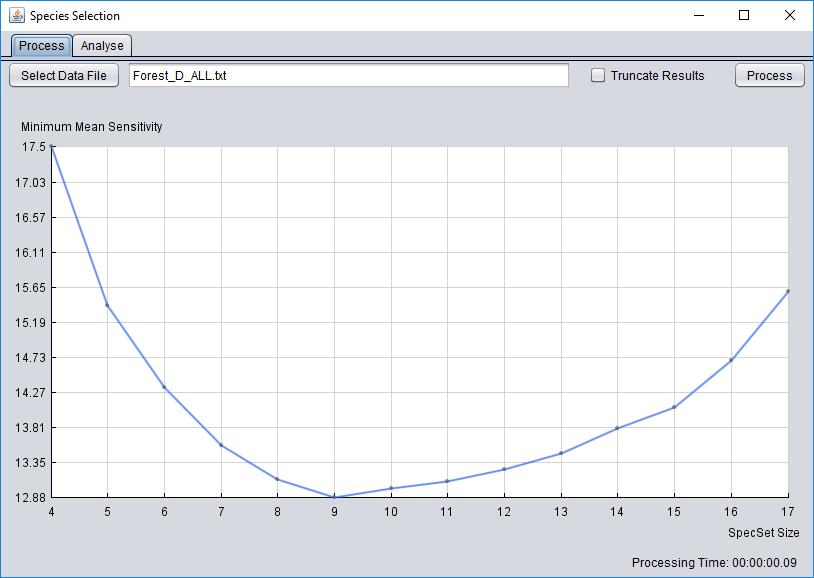 Species Selection
Process Analyse
Select Data File Forest_D_ALL.txt Truncate Results Process
Minimum Mean Sensitivity
17.5
17.03
16.57
16.11
15.65
15.19
14.73
14.27
13.81
13.35
12.88
4 5 6 7 8 9 10 11 12 13 14 15 16 17
SpecSet Size
Processing Time: 00:00:00.09